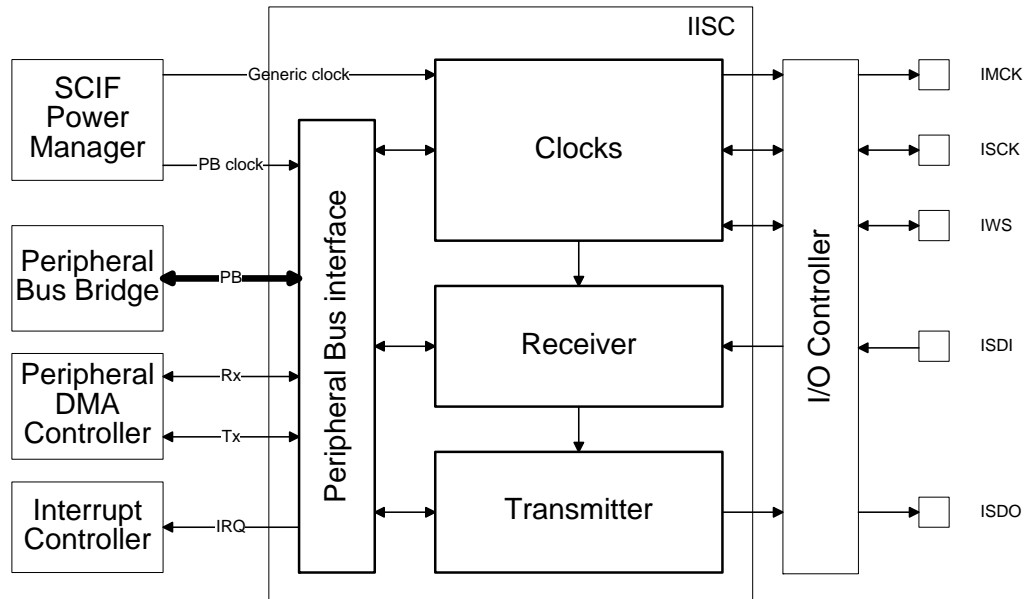 IISC
SCIF
Power
Manager
Generic clock
PB clock
Clocks
IMCK
ISCK
IWS
Peripheral
Bus Bridge
PB
Peripheral Bus interface
Receiver
I/O Controller
ISDI
Peripheral
DMA
Controller
Rx
Tx
Interrupt
Controller
IRQ
Transmitter
ISDO